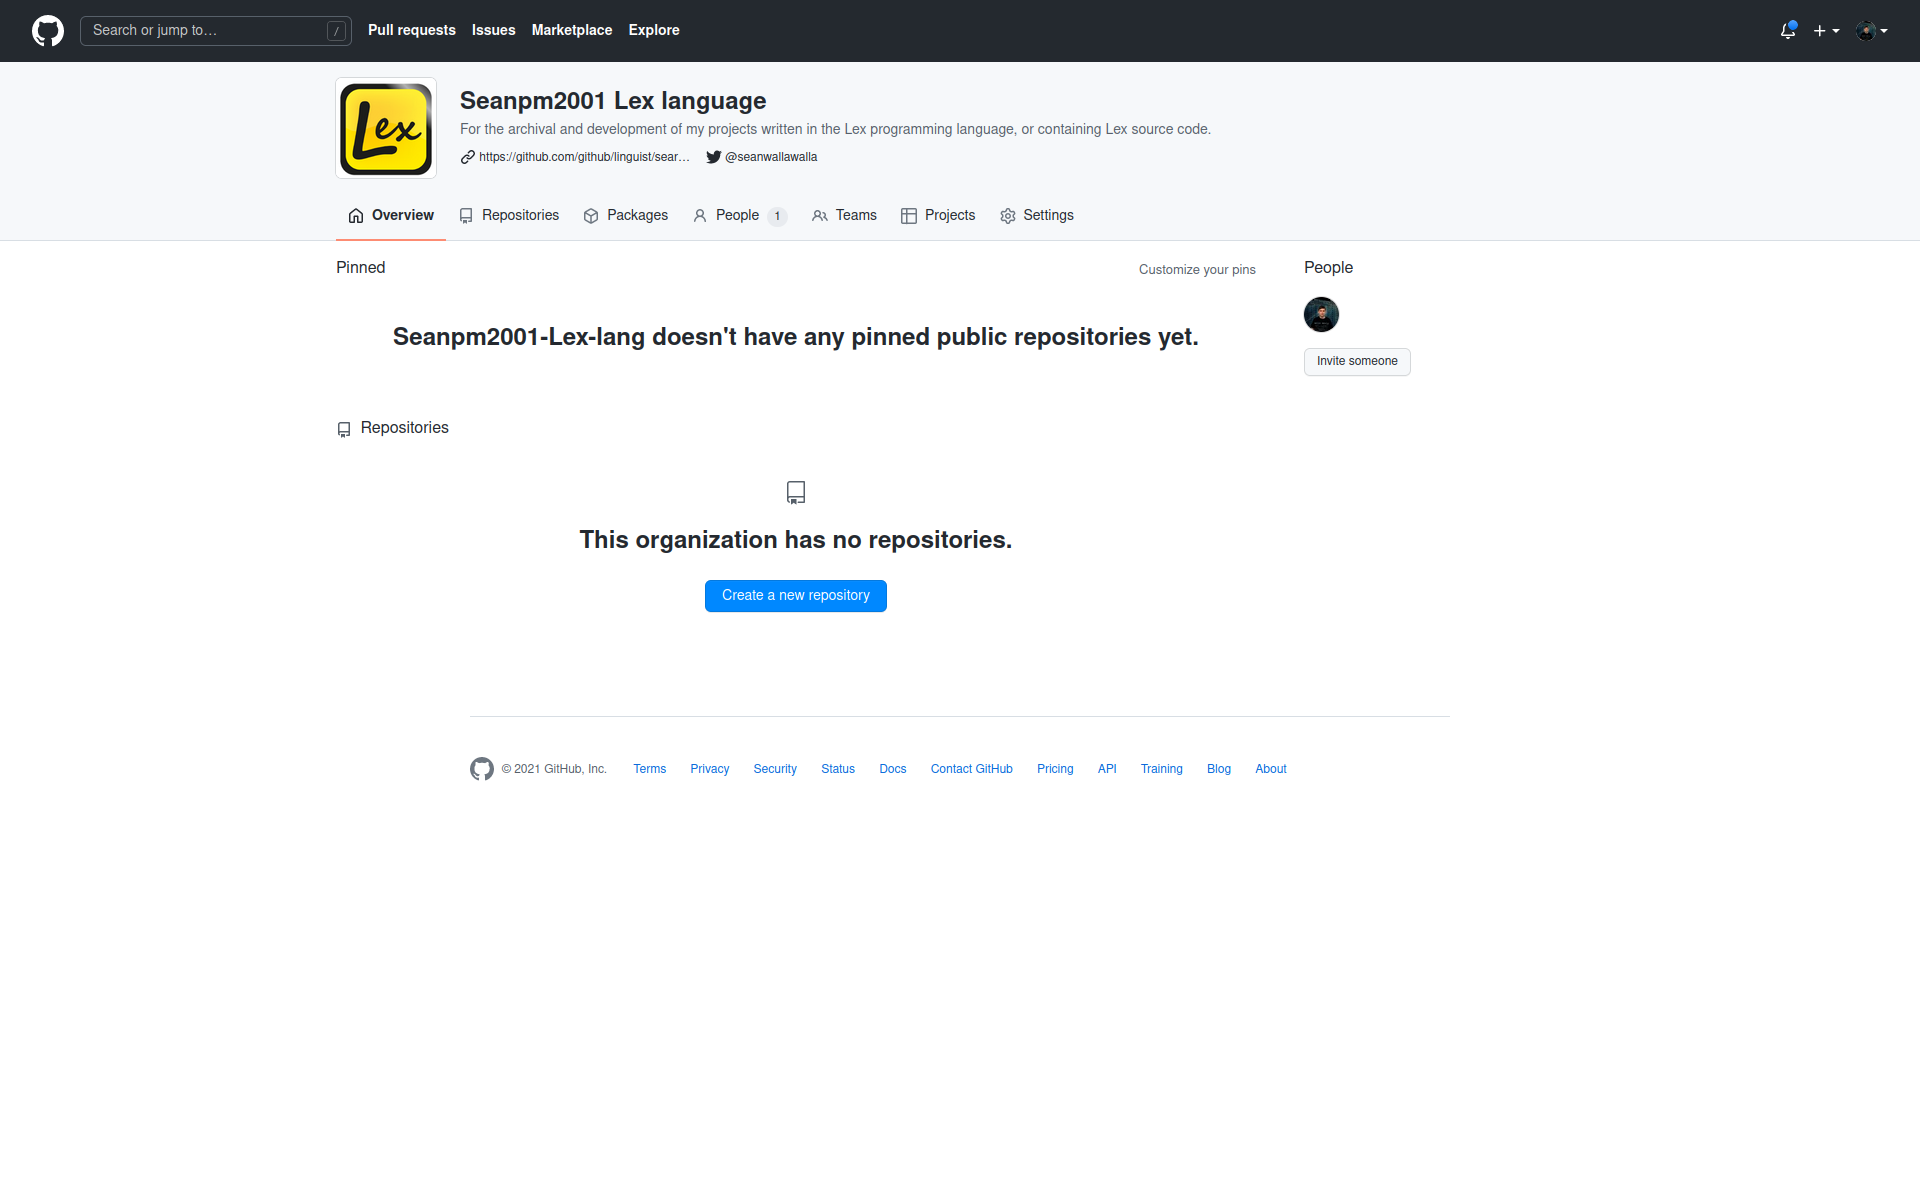 Search or jump to… /
Pull requests Issues Marketplace Explore
Lex
Seanpm2001 Lex language
For the archival and development of my projects written in the Lex programming language, or containing Lex source code.
https://github.com/github/linguist/sear… @seanwallawalla
Overview Repositories Packages People 1 Teams Projects Settings
Pinned Customize your pins
People
Seanpm2001-Lex-lang doesn't have any pinned public repositories yet.
Invite someone
Repositories
This organization has no repositories.
Create a new repository
© 2021 GitHub, Inc. Terms Privacy Security Status Docs Contact GitHub Pricing API Training Blog About